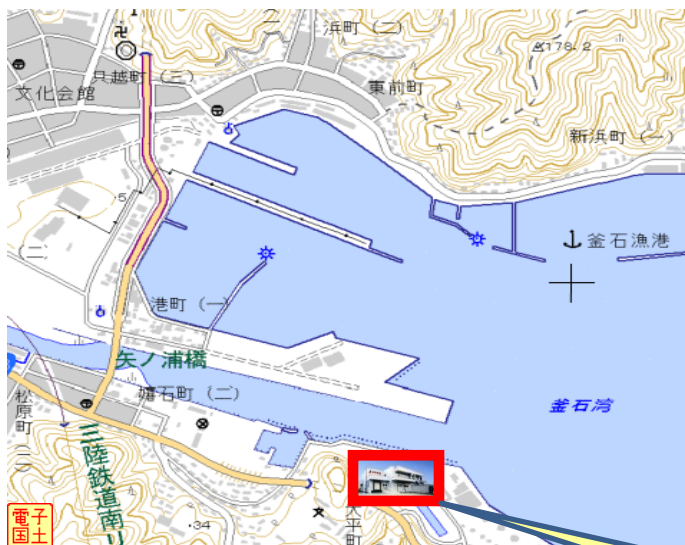 浜町(二)
178.2
只越町(三)
東前町
文化会館
新浜町(一)
5
釜石漁港
(二)
港町(一)
矢ノ浦橋
嬉石町(二)
釜石湾
松原町(二)
三陸鉄道南リ
大平町
・34
電子
国土